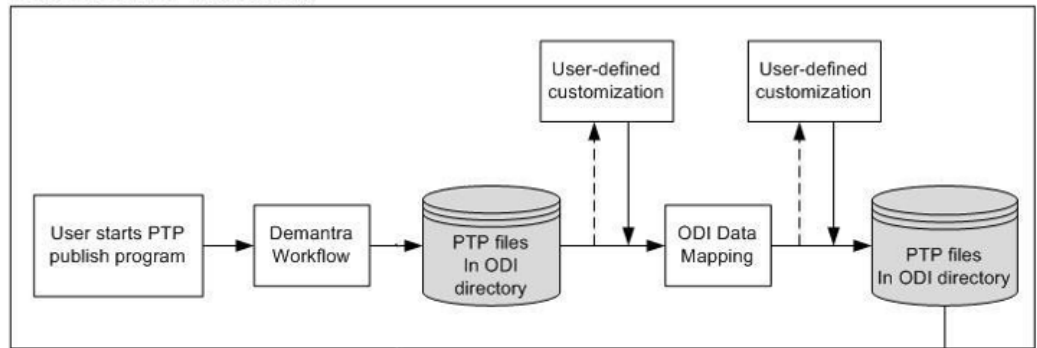 User-defined
customization
User-defined
customization
User starts PTP
publish program
Demantra
Workflow
PTP files
In ODI
directory
ODI Data
Mapping
PTP files
In ODI directory